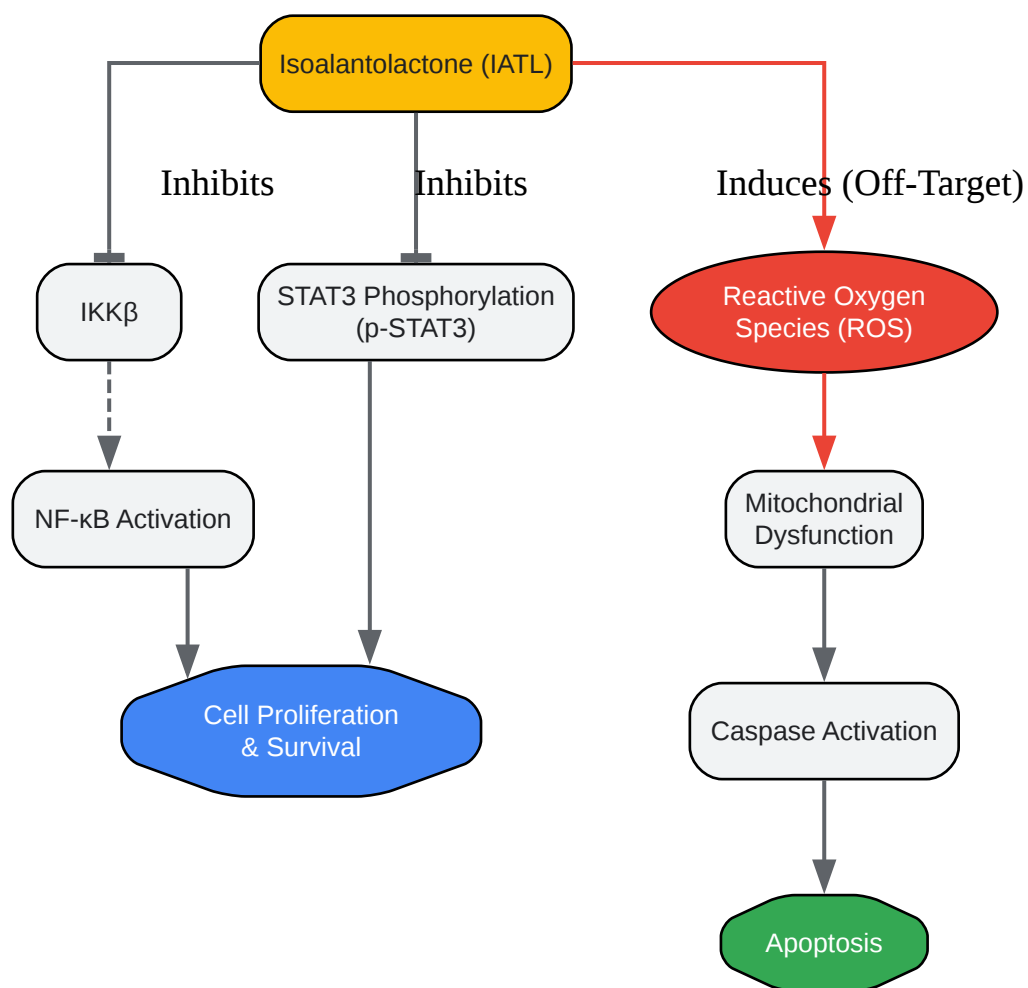 Isoalantolactone (IATL)
Inhibits
Inhibits
Induces (Off-Target)
IKKβ
STAT3 Phosphorylation
(p-STAT3)
Reactive Oxygen
Species (ROS)
NF-κB Activation
Mitochondrial
Dysfunction
Cell Proliferation
& Survival
Caspase Activation
Apoptosis